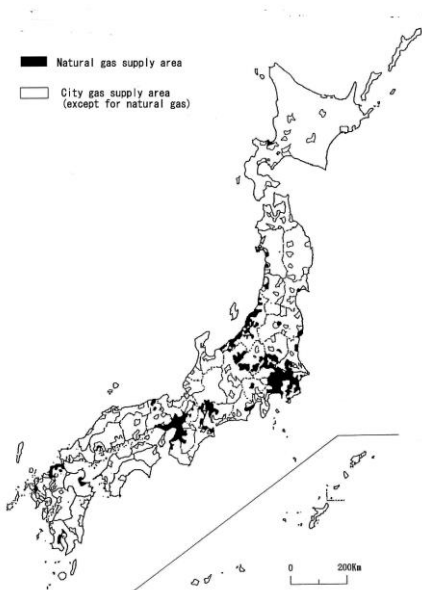 Natural gas supply area
City gas supply area
(except for natural gas)
0 200Km